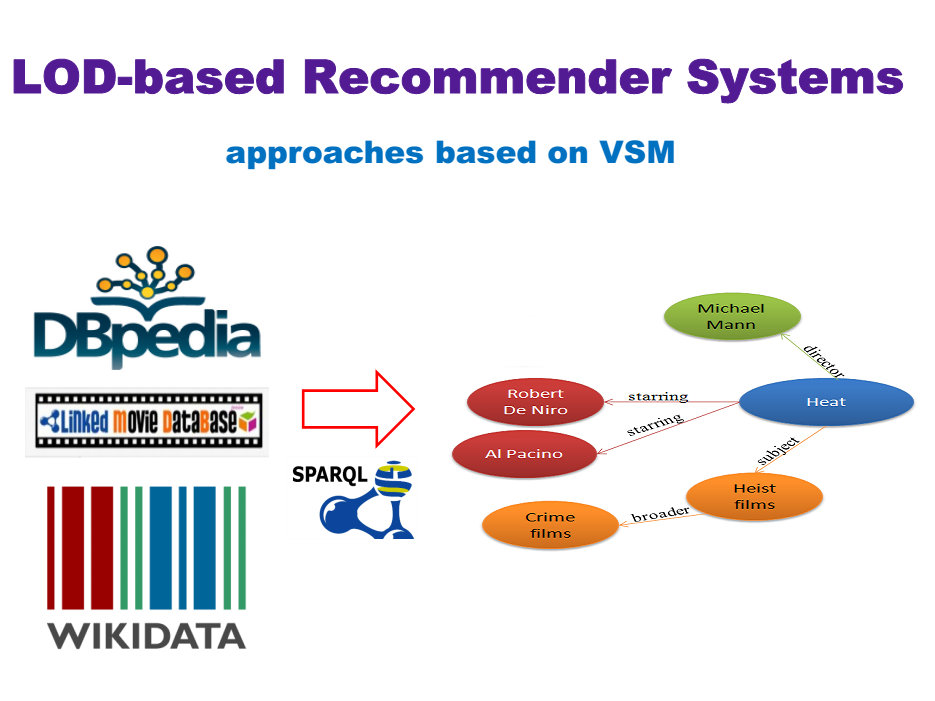 LOD-based Recommender Systems
approaches based on VSM
DBpedia
LINKED MOVIE DATABASE
WIKIDATA
SPARQL
Michael
Mann
director
Robert
De Niro
starring
Heat
starring
Al Pacino
subject
Heist
films
broader
Crime
films